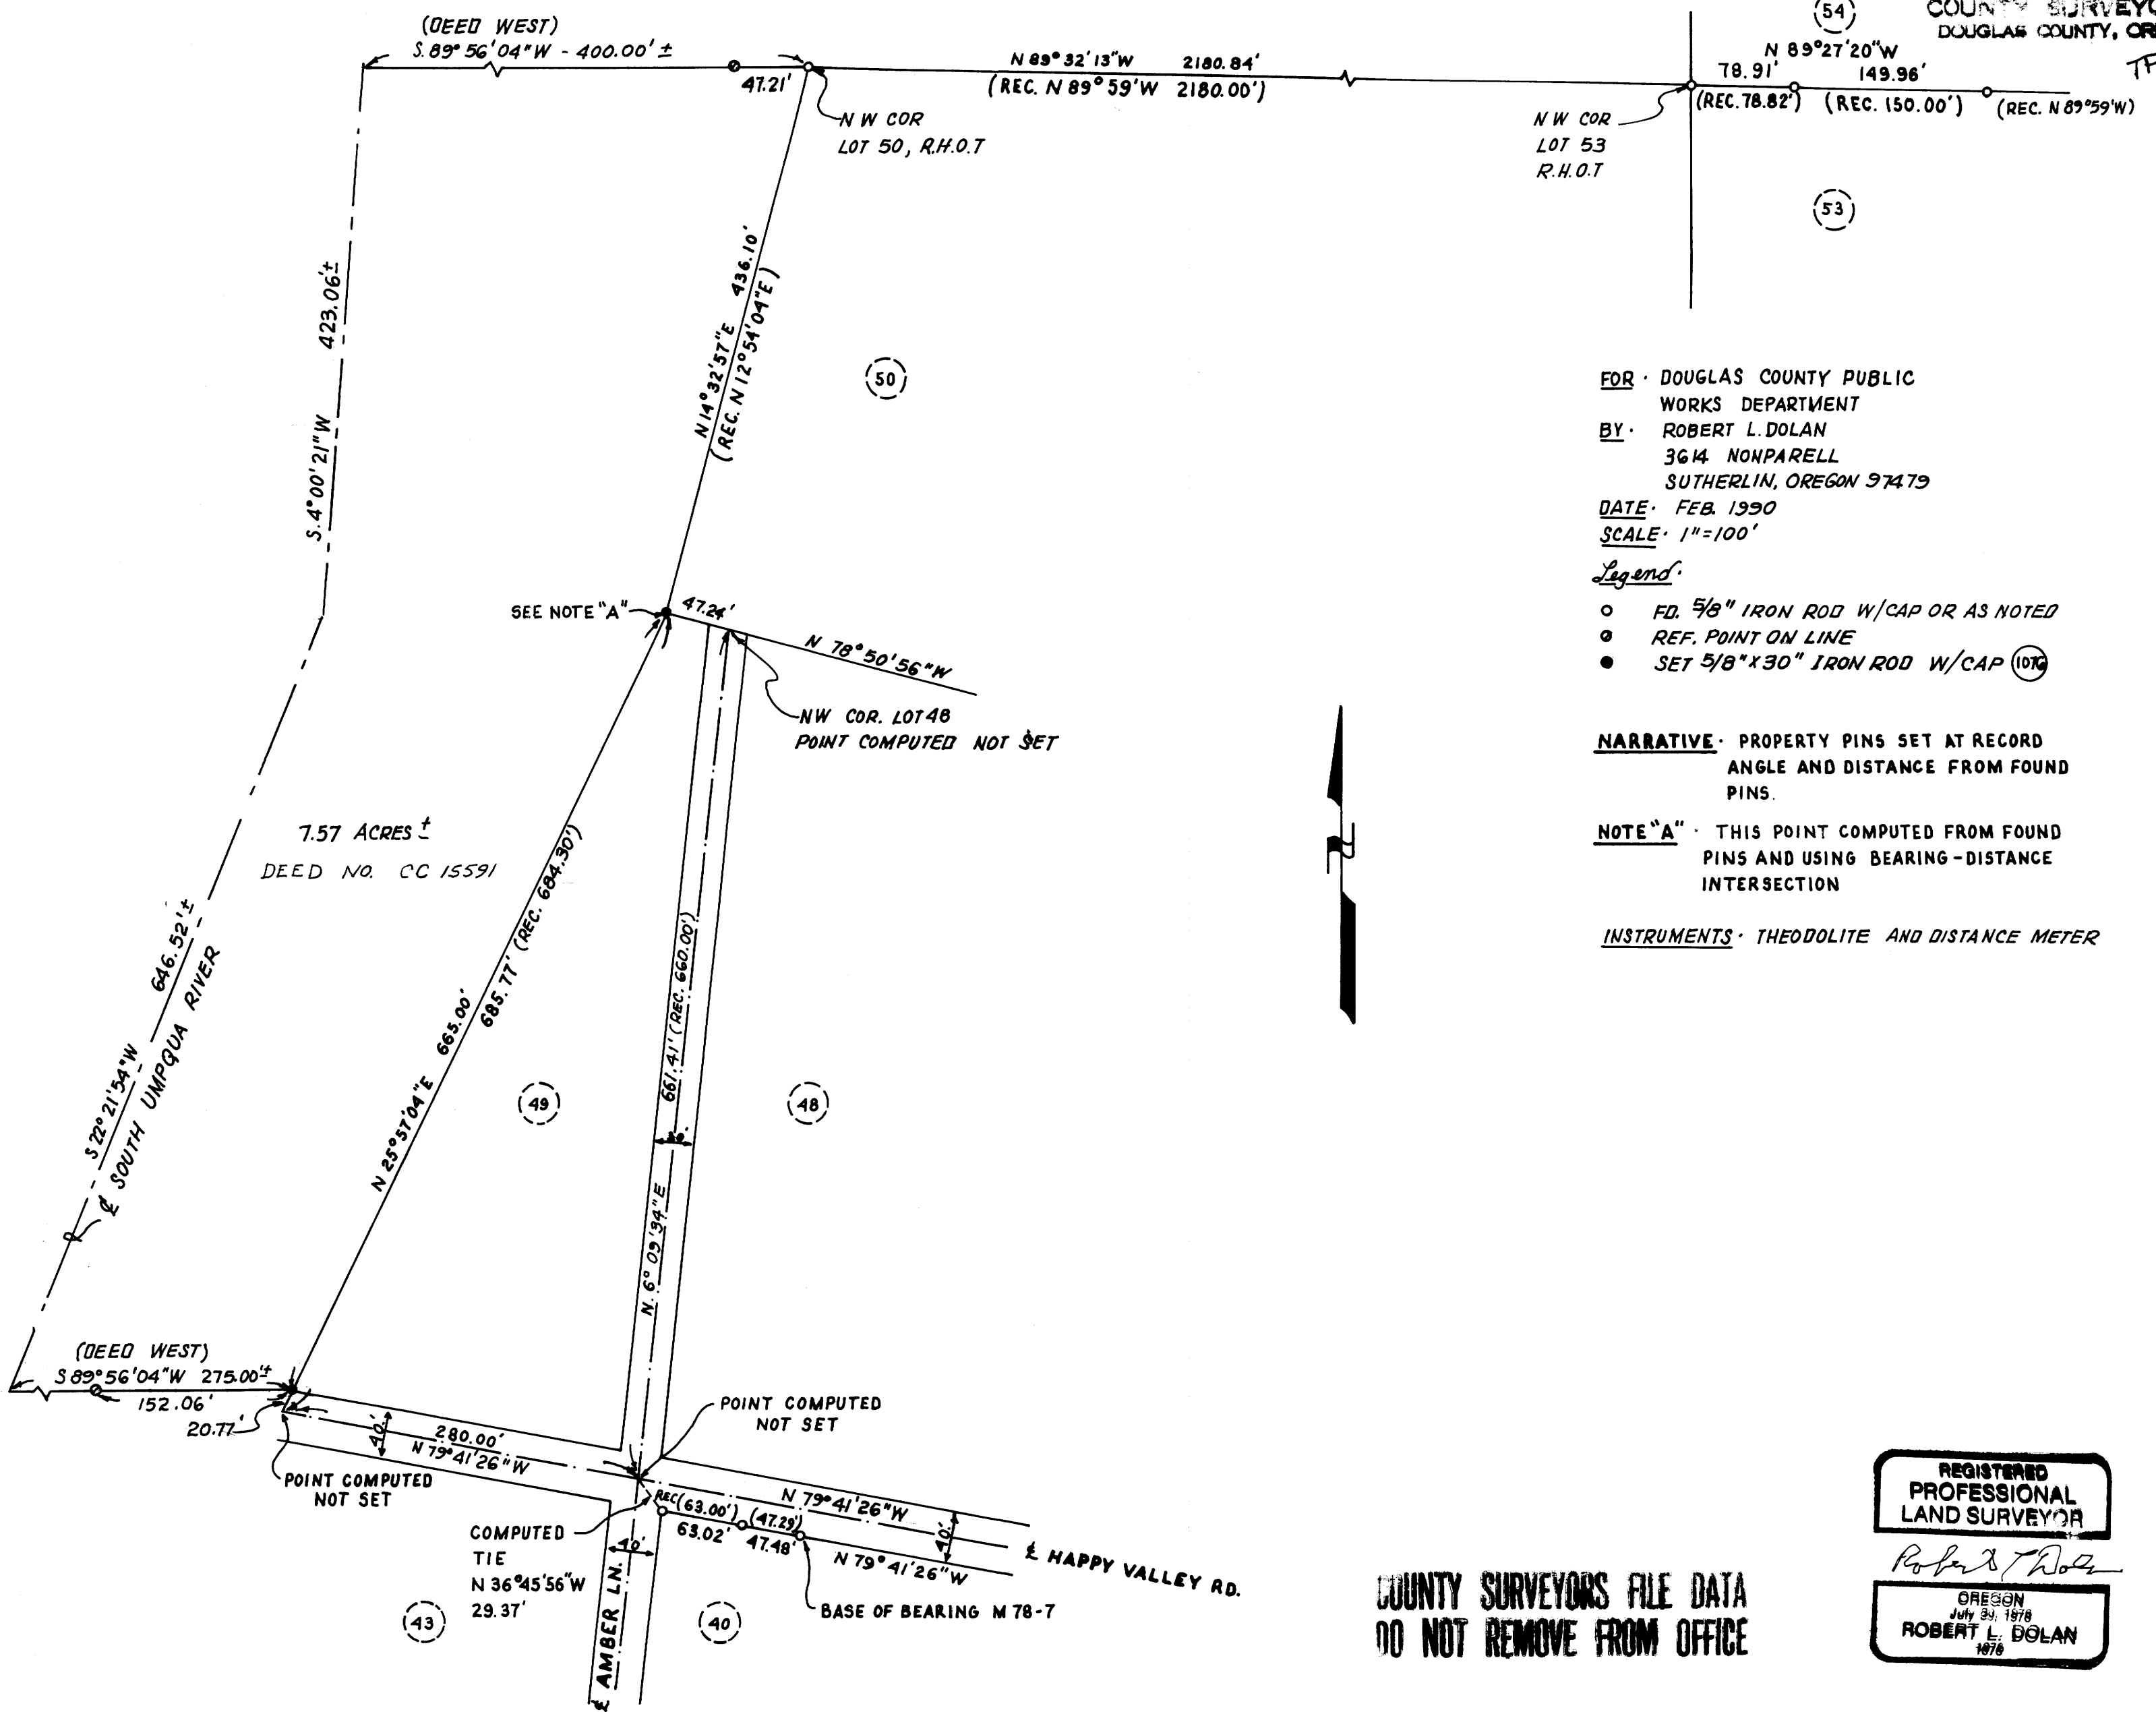 (DEED WEST)
S. 89° 56' 04" W - 400.00' ±
47.21'
N 89° 32' 13" W 2180.84'
(REC. N 89° 59' W 2180.00')
N W COR
LOT 50, R.H.O.T
N W COR
LOT 53
R.H.O.T
54
COUNTY
DOUGLAS COUNTY,
N 89° 27' 20" W
78.91' 149.96'
(REC. 78.82') (REC. 150.00') (REC. N 89° 59' W)
53
S. 4° 00' 21" W 423.06' ±
N 14° 32' 57" E 436.10'
(REC. N 12° 54' 04" E)
50
SEE NOTE "A"
47.24'
N 78° 50' 56" W
NW COR. LOT 48
POINT COMPUTED NOT SET
7.57 ACRES ±
DEED NO. CC 15591
S 22° 21' 54" W 646.52' ±
℄ SOUTH UMPQUA RIVER
N 25° 57' 04" E 665.00'
685.77' (REC. 684.30')
49
48
N. 6° 09' 34" E 661.41' (REC. 660.00')
(DEED WEST)
S 89° 56' 04" W 275.00' ±
152.06'
20.77'
POINT COMPUTED
NOT SET
40'
280.00'
N 79° 41' 26" W
POINT COMPUTED
NOT SET
COMPUTED
TIE
N 36° 45' 56" W
29.37'
REC (63.00') (47.29')
63.02' 47.48'
N 79° 41' 26" W
40'
N 79° 41' 26" W
℄ HAPPY VALLEY RD.
BASE OF BEARING M 78-7
40'
℄ AMBER LN.
43
40
FOR · DOUGLAS COUNTY PUBLIC
WORKS DEPARTMENT
BY · ROBERT L. DOLAN
3614 NONPARELL
SUTHERLIN, OREGON 97479
DATE · FEB. 1990
SCALE · 1" = 100'
Legend ·
FD. 5/8" IRON ROD W/CAP OR AS NOTED
REF. POINT ON LINE
SET 5/8" X 30" IRON ROD W/CAP
NARRATIVE · PROPERTY PINS SET AT RECORD
ANGLE AND DISTANCE FROM FOUND
PINS.
NOTE "A" · THIS POINT COMPUTED FROM FOUND
PINS AND USING BEARING - DISTANCE
INTERSECTION
INSTRUMENTS · THEODOLITE AND DISTANCE METER
COUNTY SURVEYORS FILE DATA
DO NOT REMOVE FROM OFFICE
REGISTERED
PROFESSIONAL
LAND SURVEYOR
OREGON
ROBERT L. DOLAN